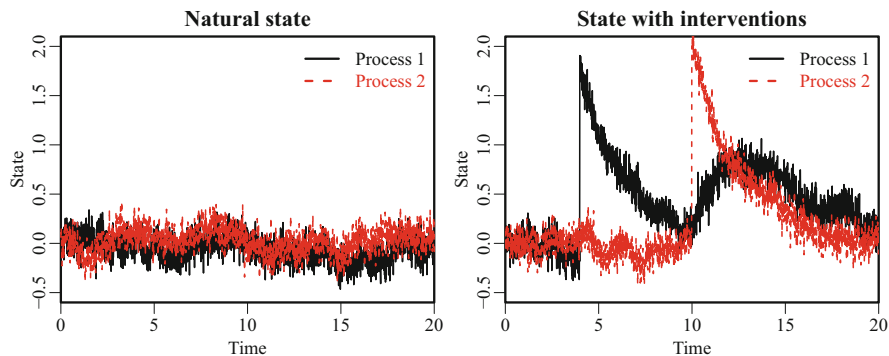 Natural state
State
2.0
1.5
1.0
0.5
0.0
−0.5
Process 1
Process 2
0 5 10 15 20
Time
State with interventions
State
2.0
1.5
1.0
0.5
0.0
−0.5
Process 1
Process 2
0 5 10 15 20
Time